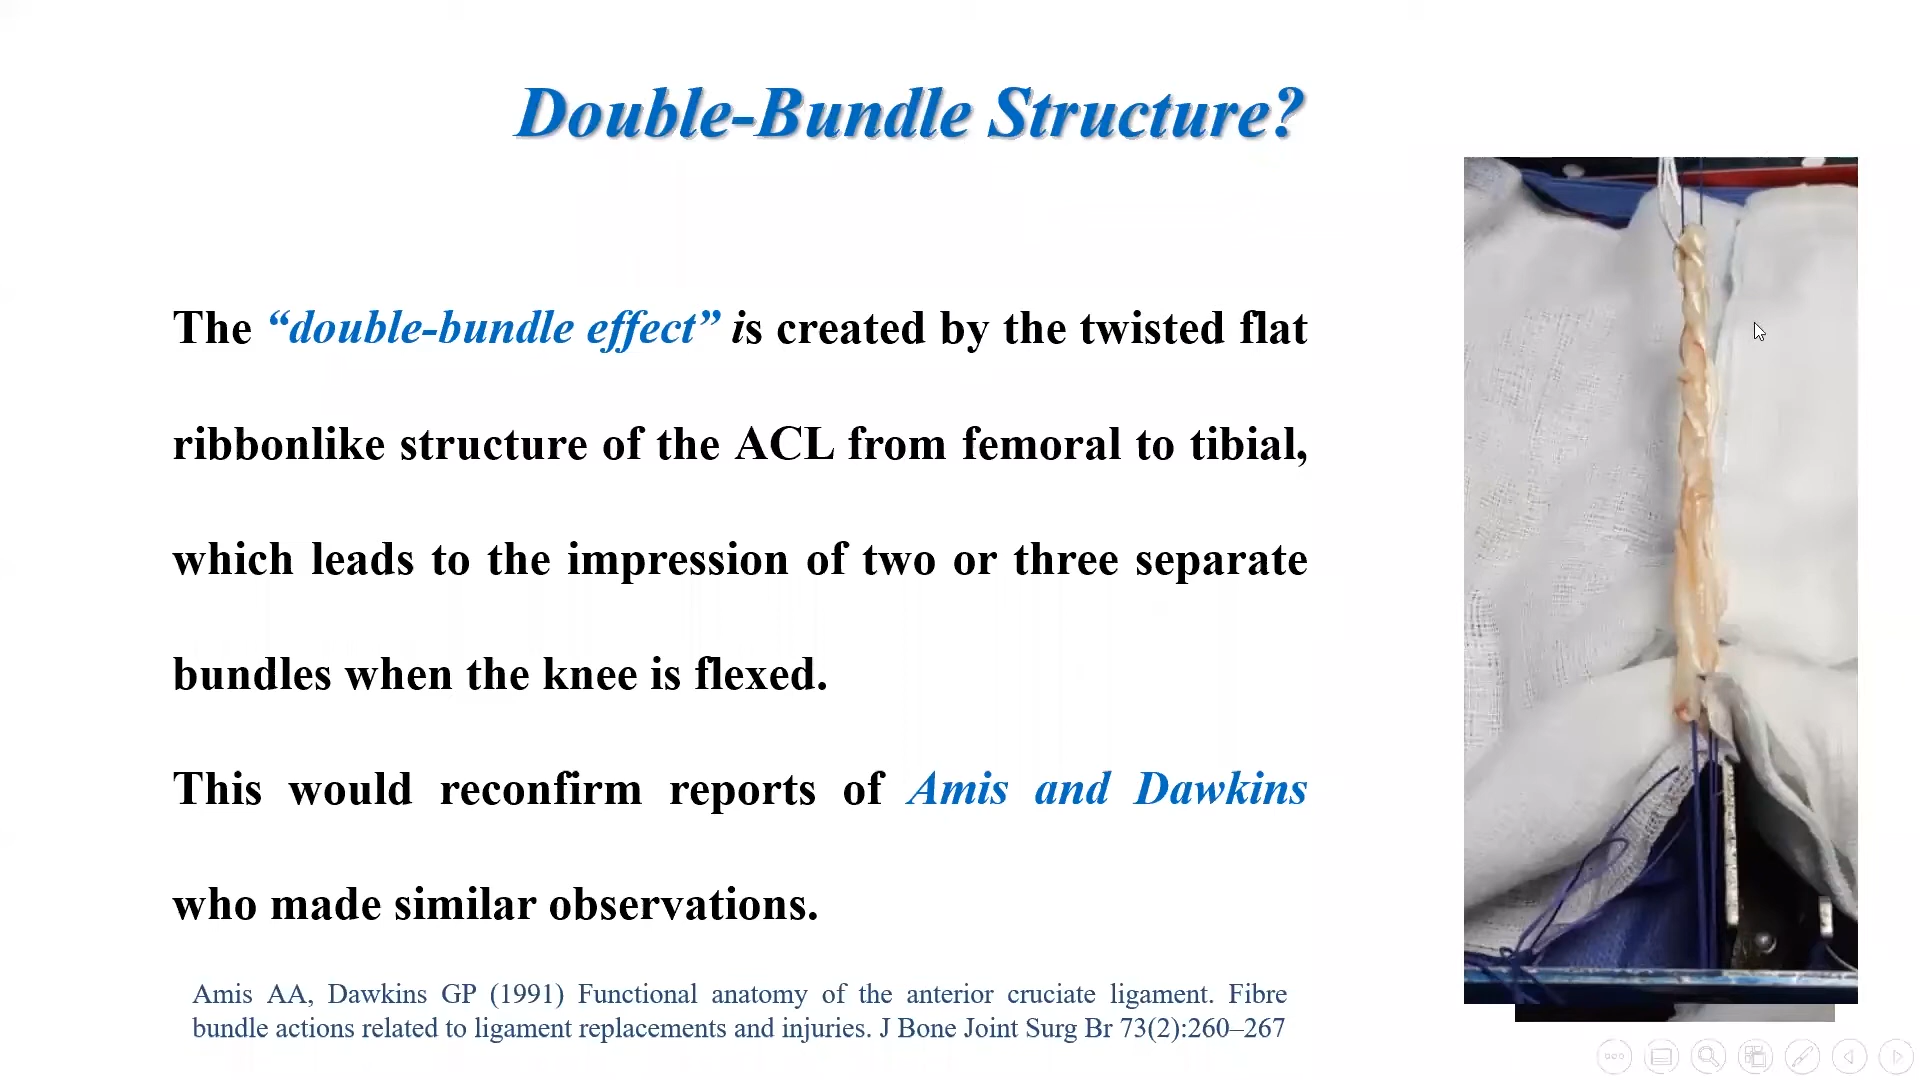 Double-Bundle Structure?
The “double-bundle effect” is created by the twisted flat
ribbonlike structure of the ACL from femoral to tibial,
which leads to the impression of two or three separate
bundles when the knee is flexed.
This would reconfirm reports of Amis and Dawkins
who made similar observations.
Amis AA, Dawkins GP (1991) Functional anatomy of the anterior cruciate ligament. Fibre
bundle actions related to ligament replacements and injuries. J Bone Joint Surg Br 73(2):260–267